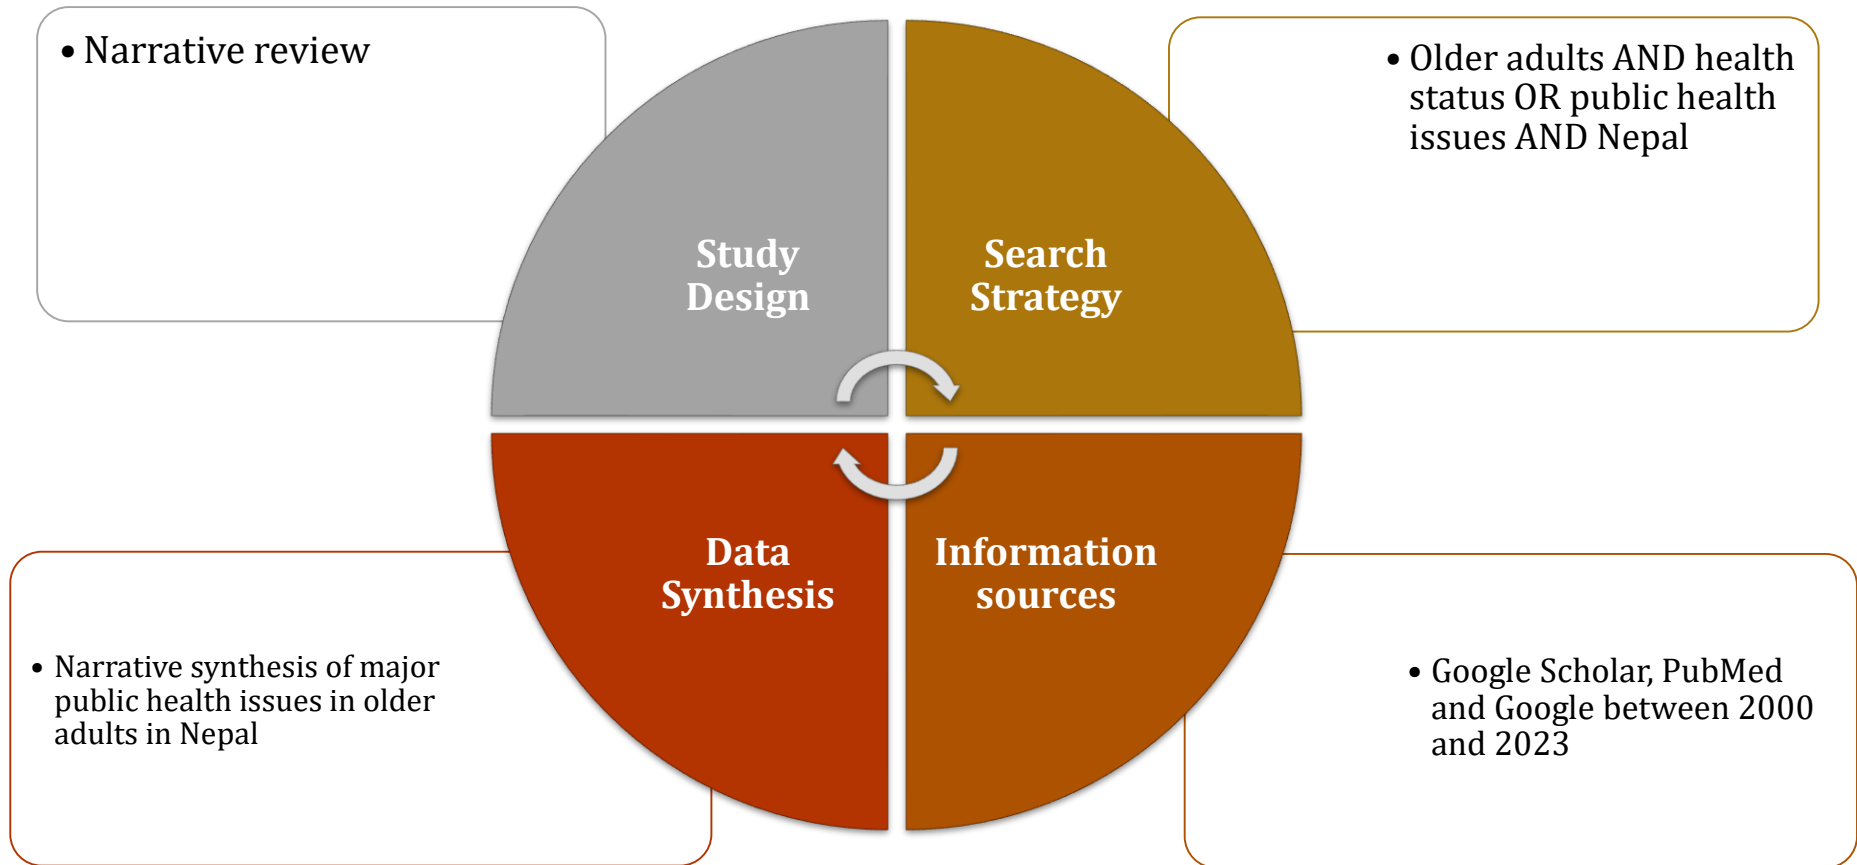 • Narrative review
Study
Design
• Older adults AND health
status OR public health
issues AND Nepal
Search
Strategy
Data
Synthesis
• Narrative synthesis of major
public health issues in older
adults in Nepal
Information
sources
• Google Scholar, PubMed
and Google between 2000
and 2023